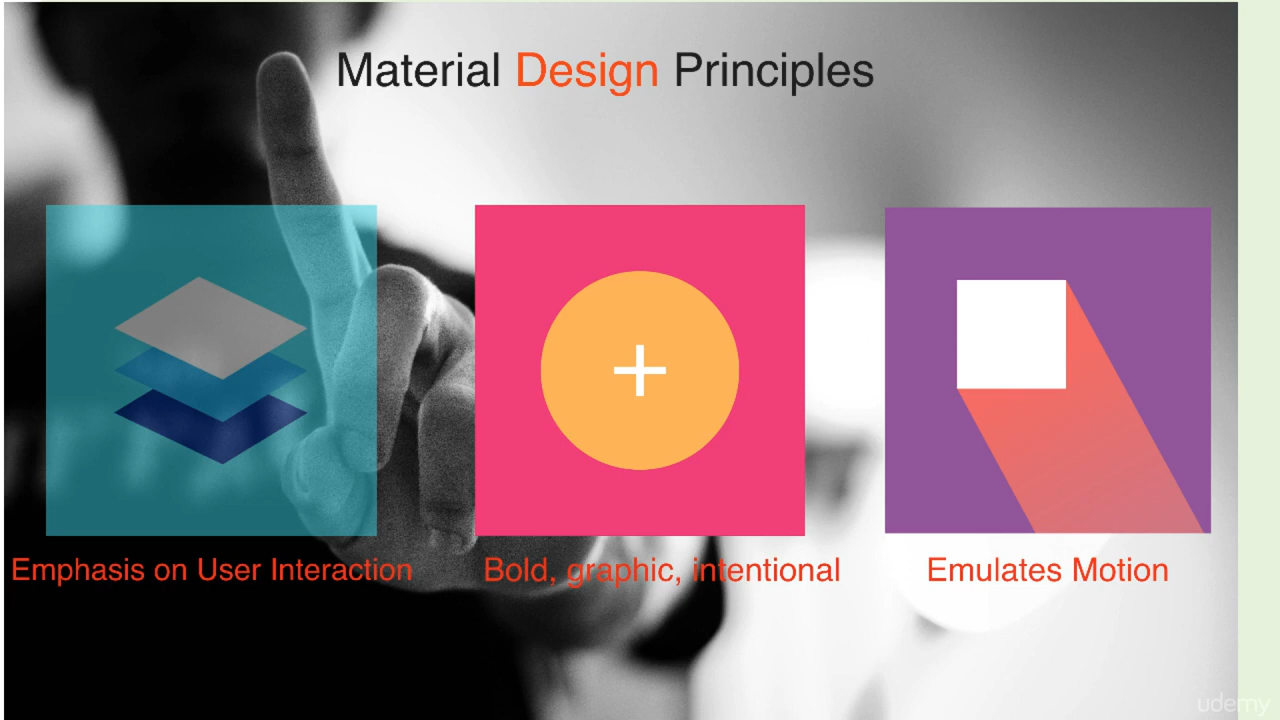 Material Design Principles
Emphasis on User Interaction
Bold, graphic, intentional
Emulates Motion
udemy